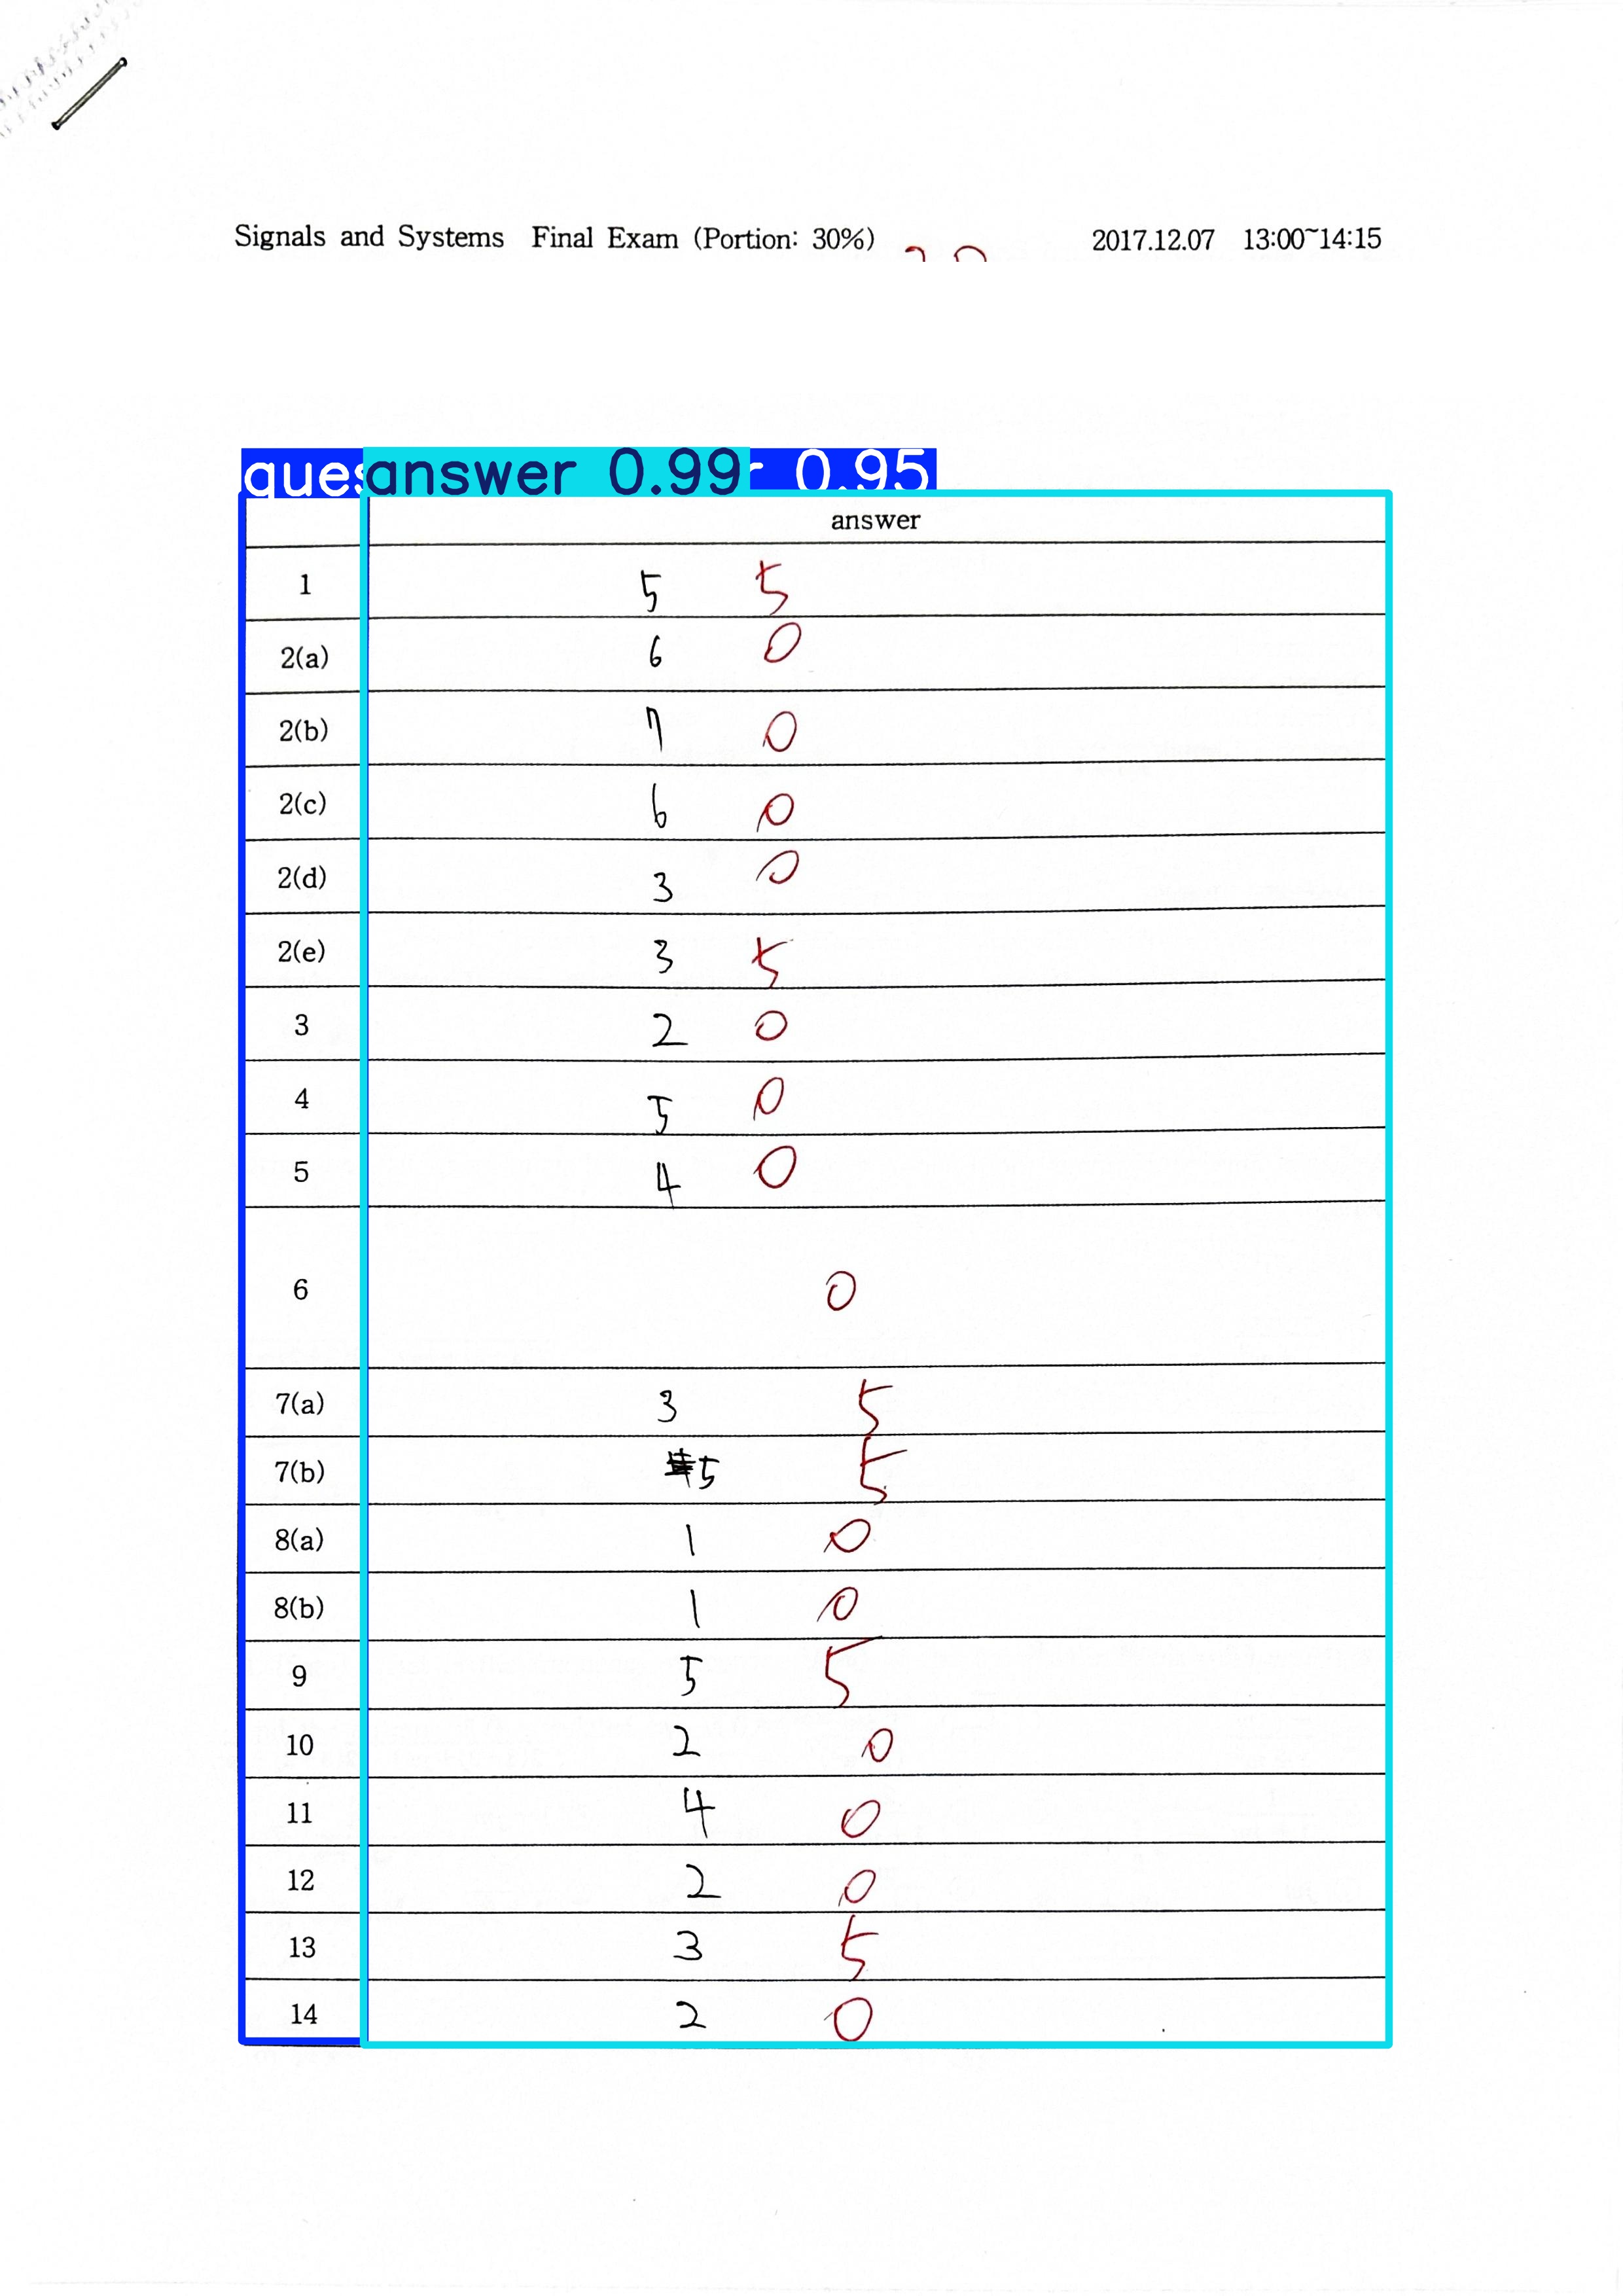 Signals and Systems Final Exam (Portion: 30%) 2017.12.07 13:00~14:15
answer 0.99 0.95
answer
1 5 5
2(a) 6 0
2(b) 7 0
2(c) 6 0
2(d) 3 0
2(e) 3 5
3 2 0
4 5 0
5 4 0
6 0
7(a) 3 5
7(b) 5 5
8(a) 1 0
8(b) 1 0
9 5 5
10 2 0
11 4 0
12 2 0
13 3 5
14 2 0